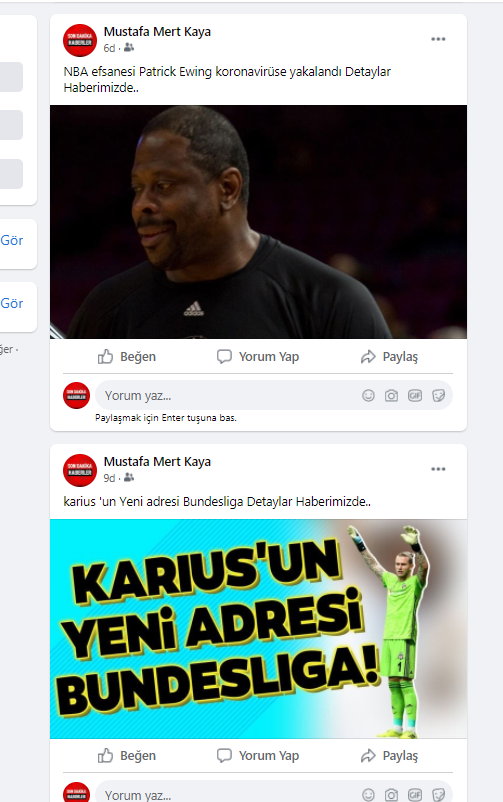 SON DAKİKA
HABERLER
Mustafa Mert Kaya
6d ·
NBA efsanesi Patrick Ewing koronavirüse yakalandı Detaylar
Haberimizde..
Gör
adidas
Gör
ğer ·
Beğen Yorum Yap Paylaş
SON DAKİKA
HABERLER
Yorum yaz...
GIF
Paylaşmak için Enter tuşuna bas.
SON DAKİKA
HABERLER
Mustafa Mert Kaya
9d ·
karius 'un Yeni adresi Bundesliga Detaylar Haberimizde..
KARIUS'UN
YENİ ADRESİ
BUNDESLIGA!
1
Beğen Yorum Yap Paylaş
SON DAKİKA
HABERLER
Yorum yaz...
GIF